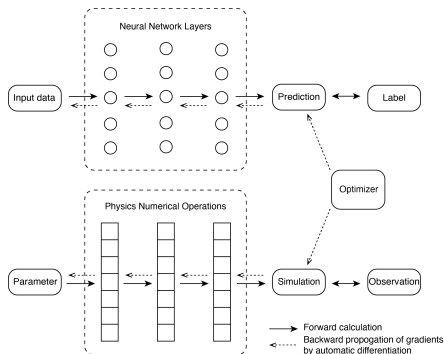 Neural Network Layers
Input data
Prediction
Label
Optimizer
Physics Numerical Operations
Parameter
Simulation
Observation
Forward calculation
Backward propogation of gradients
by automatic differentiation